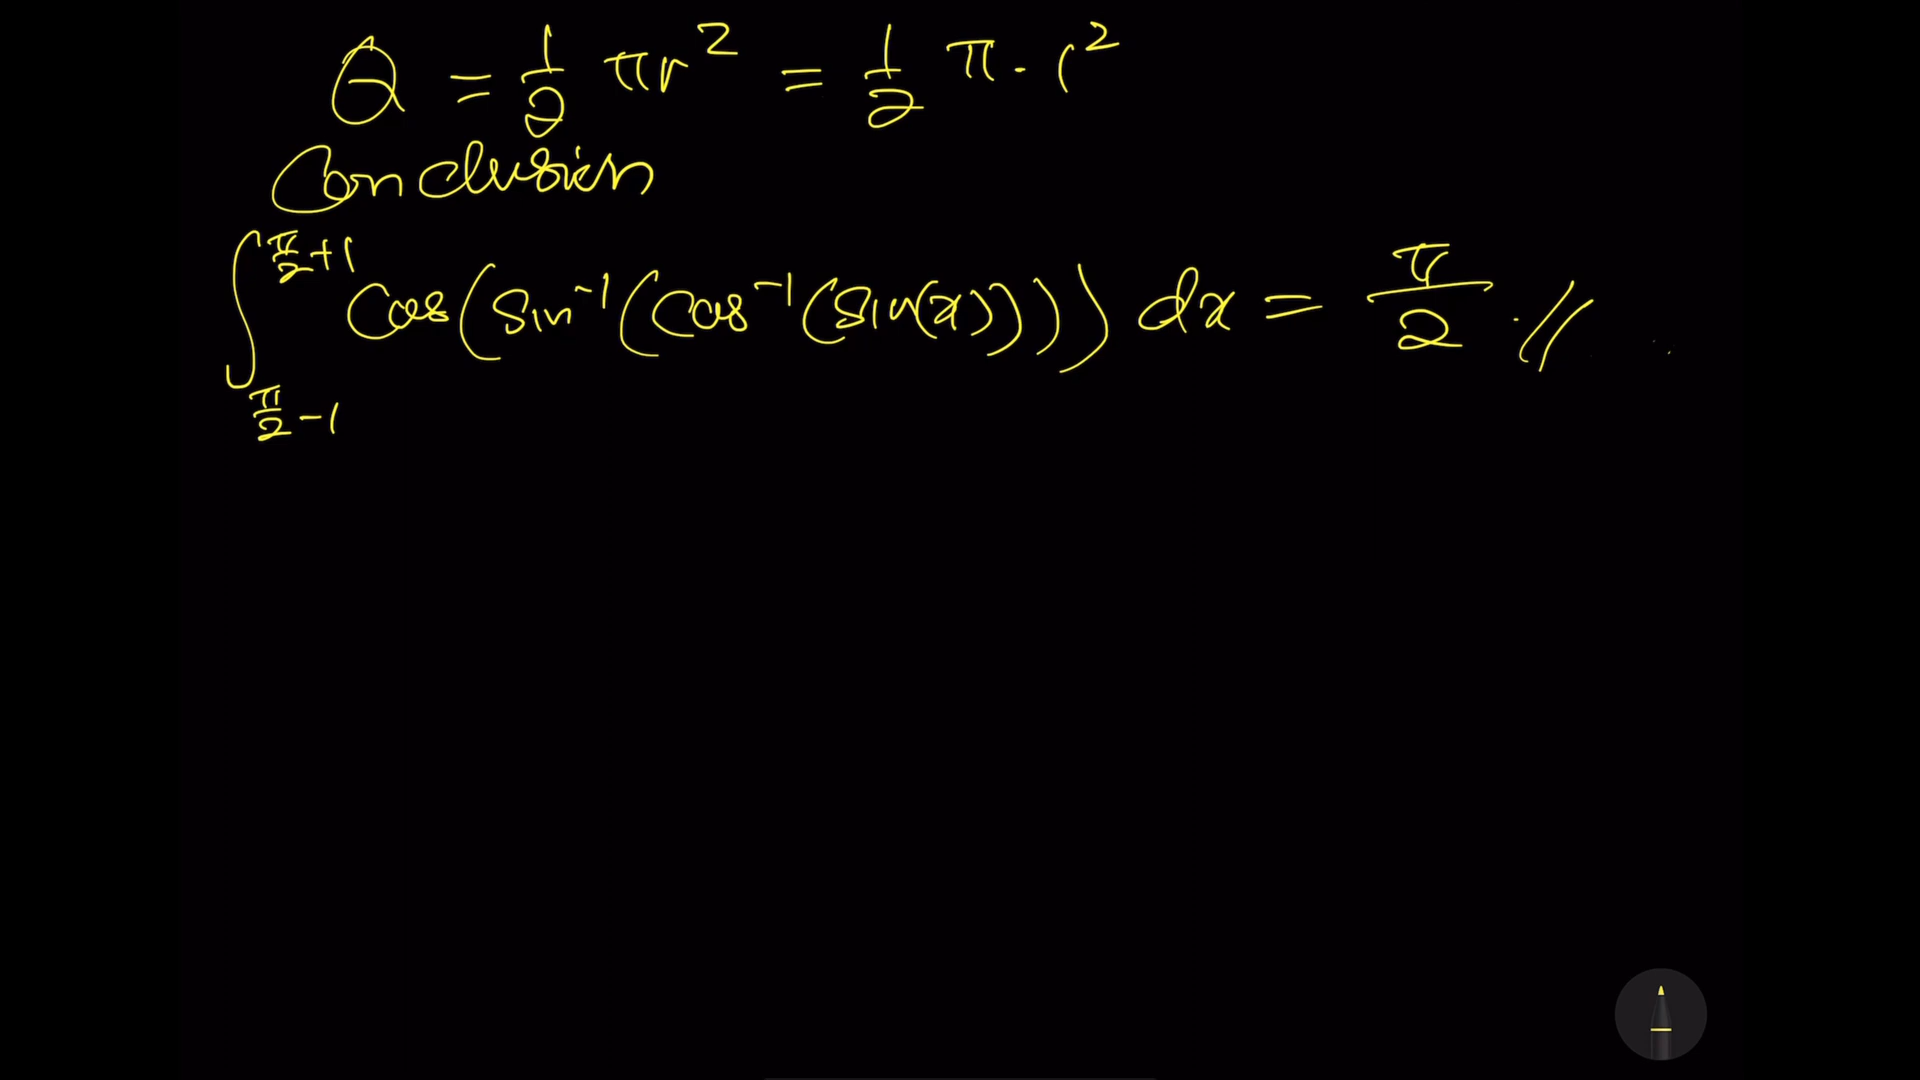 Q = 1/2 πr² = 1/2 π · 1²
Conclusion
∫_{π/2 - 1}^{π/2 + 1} Cos(Sin⁻¹(Cos⁻¹(Sin(x)))) dx = π/2 . //